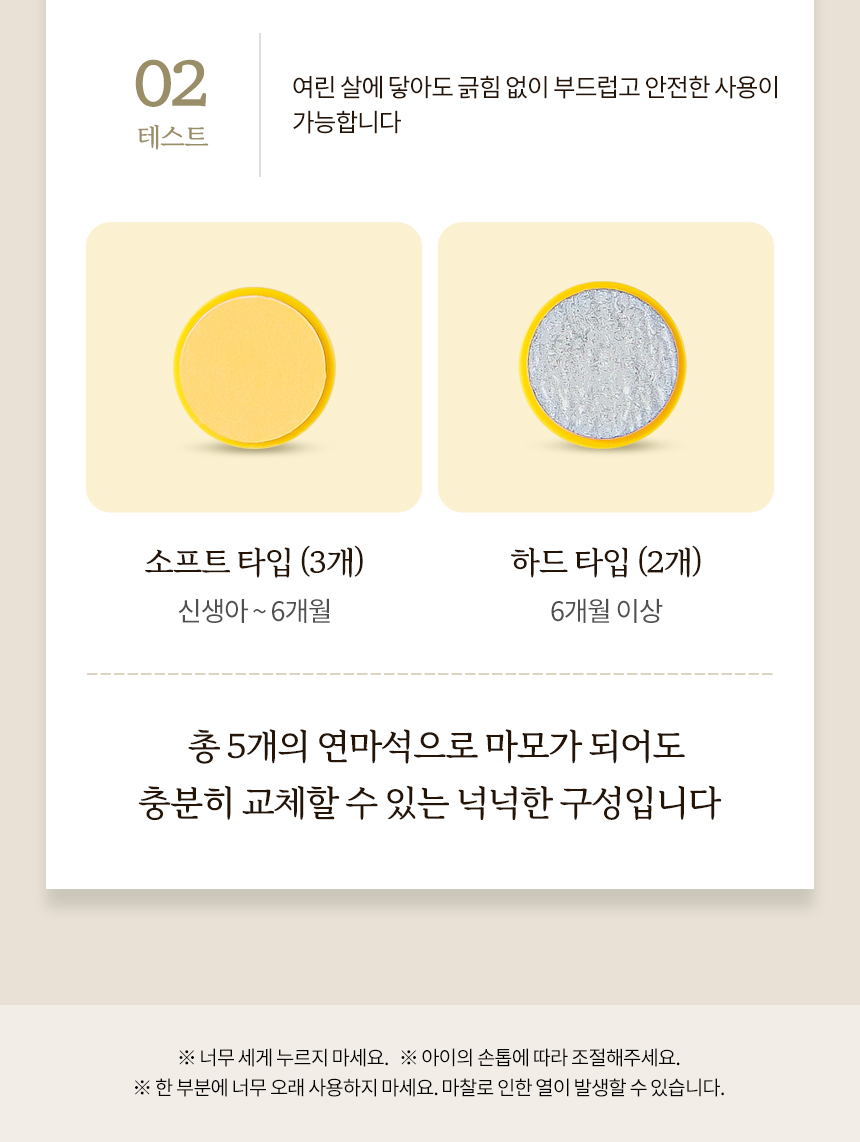 02
테스트
여린 살에 닿아도 긁힘 없이 부드럽고 안전한 사용이
가능합니다
소프트 타입 (3개)
신생아 ~ 6개월
하드 타입 (2개)
6개월 이상
총 5개의 연마석으로 마모가 되어도
충분히 교체할 수 있는 넉넉한 구성입니다
※ 너무 세게 누르지 마세요. ※ 아이의 손톱에 따라 조절해주세요.
※ 한 부분에 너무 오래 사용하지 마세요. 마찰로 인한 열이 발생할 수 있습니다.